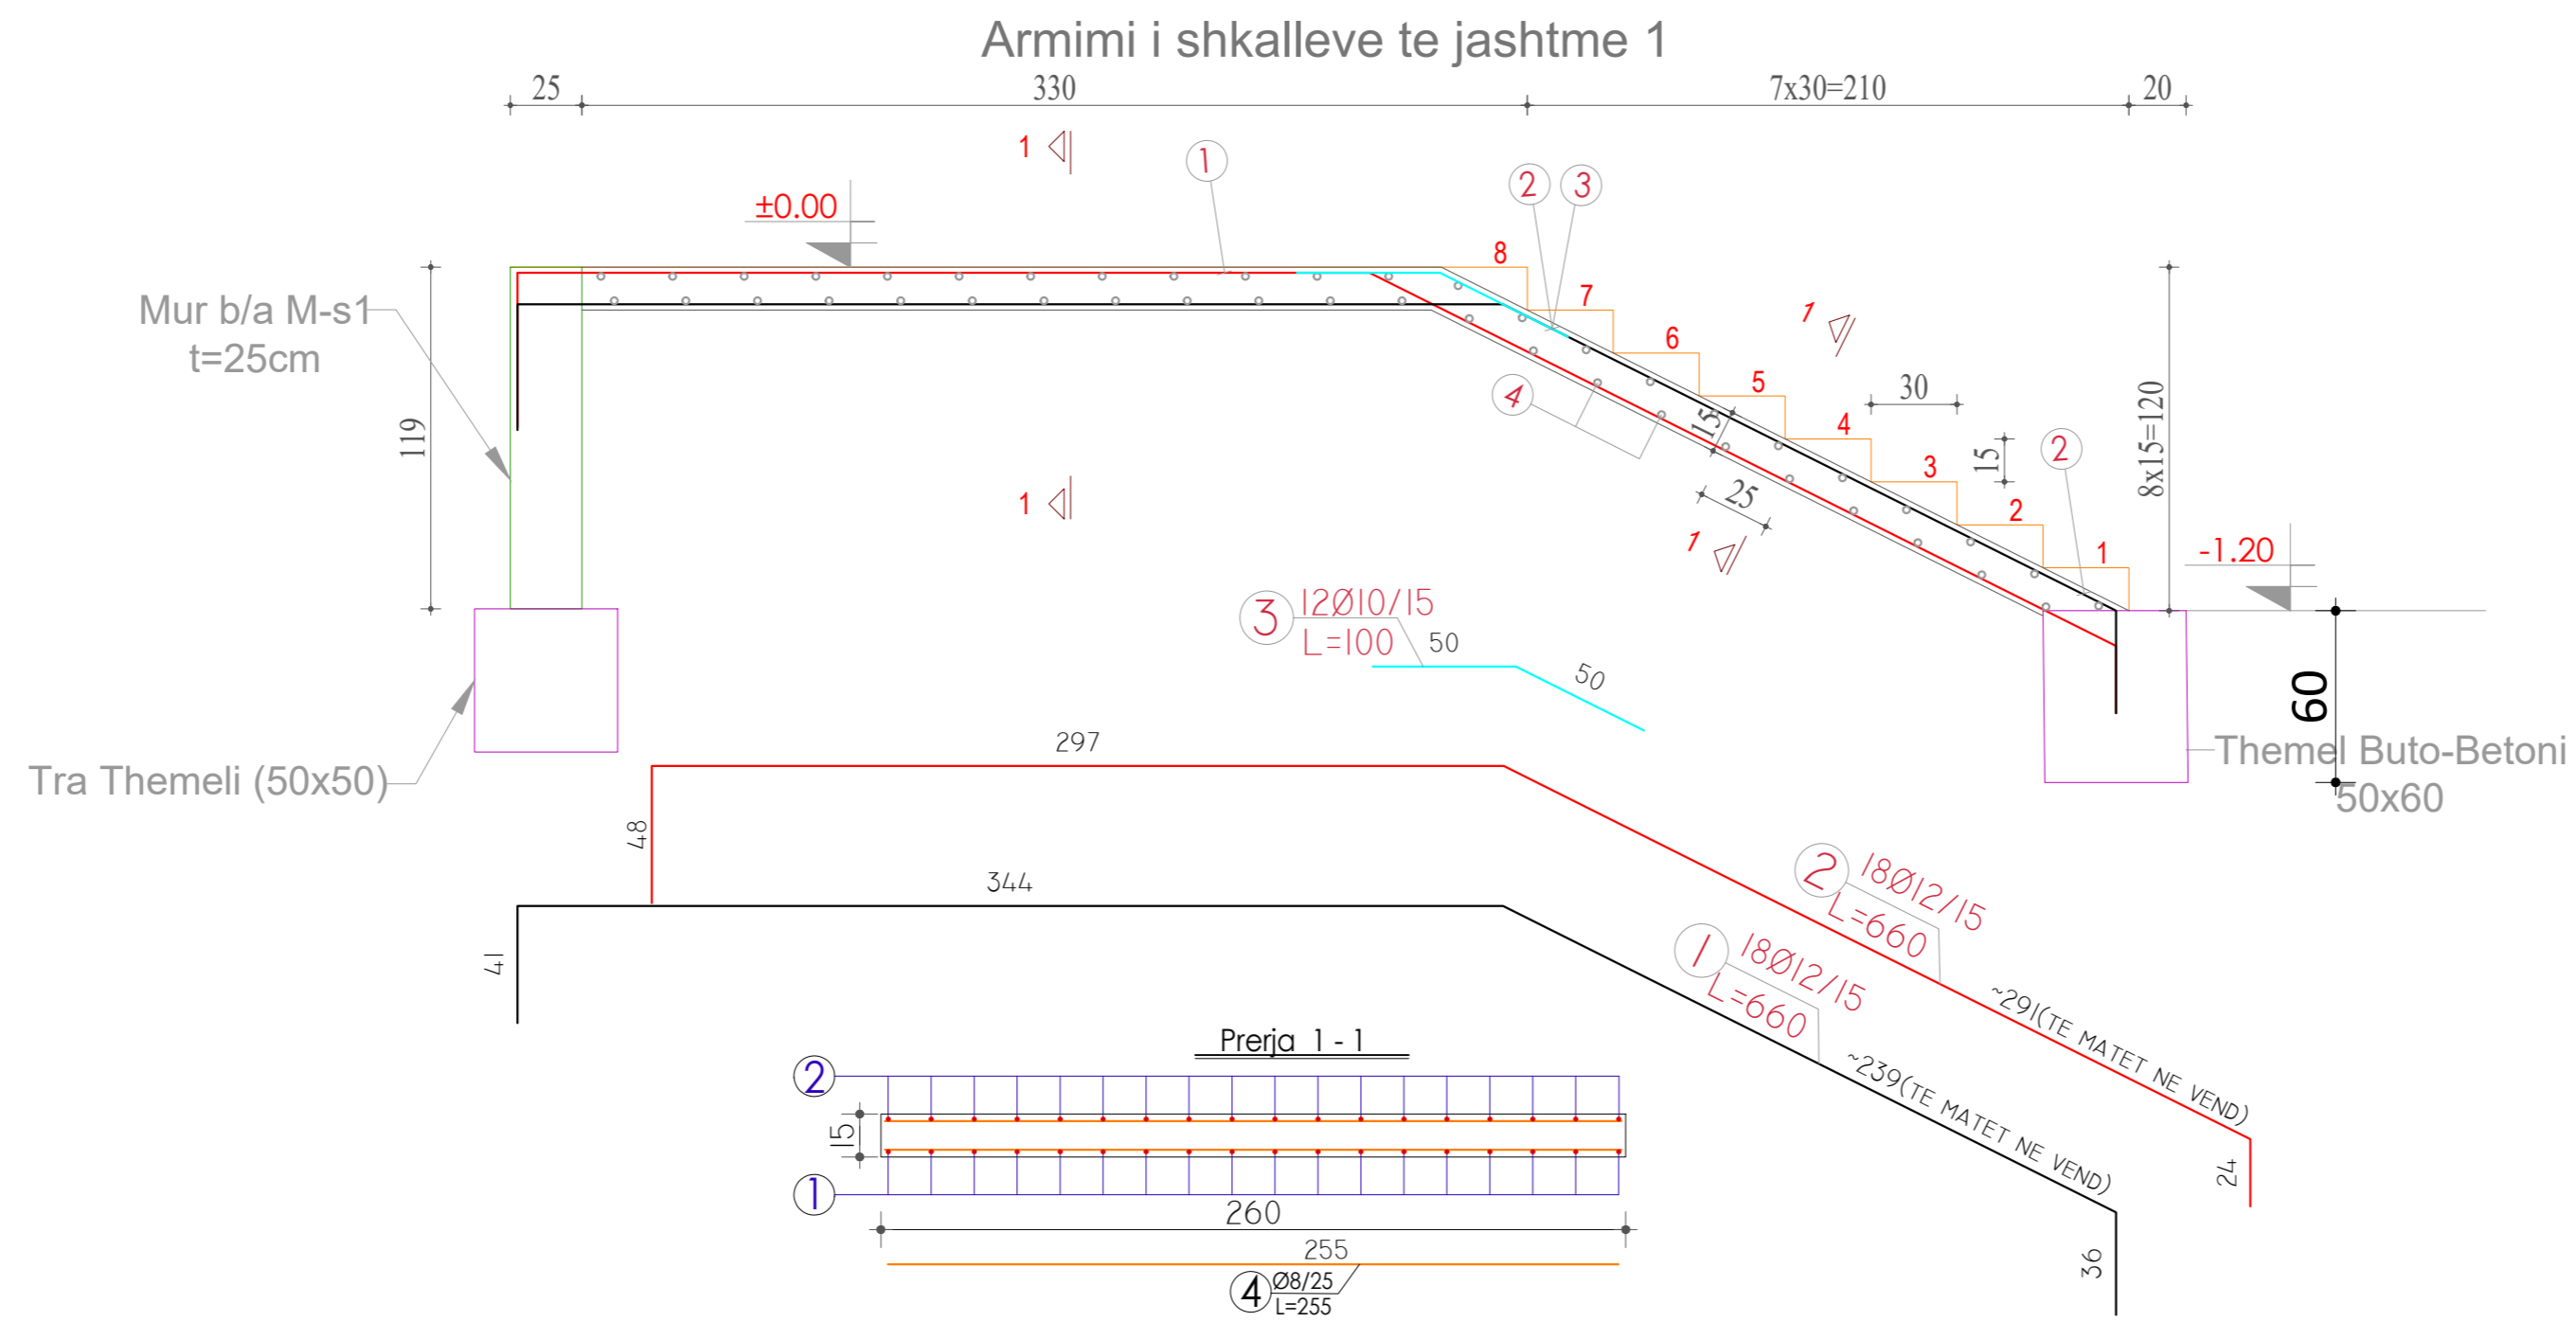 Armimi i shkalleve te jashtme 1
25
330
7x30=210
20
1
1
2
3
±0.00
8
7
6
5
4
3
2
1
Mur b/a M-s1
t=25cm
119
1
4
15
30
15
2
8x15=120
25
1
1
-1.20
60
Tra Themeli (50x50)
Themel Buto-Betoni
50x60
3
12Ø10/15
L=100
50
50
297
48
344
41
2
18Ø12/15
L=660
~291(TE MATET NE VEND)
24
1
18Ø12/15
L=660
~239(TE MATET NE VEND)
36
Prerja 1 - 1
2
15
1
260
255
4
Ø8/25
L=255